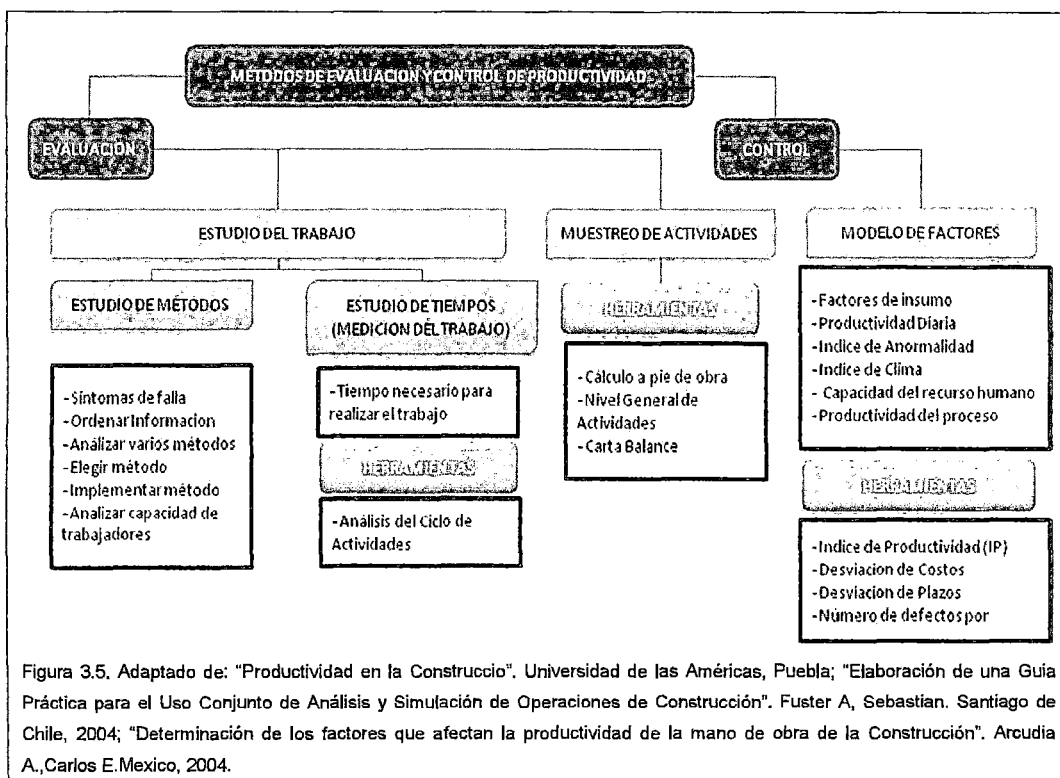 MÉTODOS DE EVALUACION Y CONTROL DE PRODUCTIVIDAD
EVALUACIÓN
CONTROL
ESTUDIO DEL TRABAJO
MUESTREO DE ACTIVIDADES
MODELO DE FACTORES
ESTUDIO DE MÉTODOS
-Síntomas de falla
-Ordenar Informacion
-Análizar varios métodos
-Elegir método
-Implementar método
-Analizar capacidad de
trabajadores
ESTUDIO DE TIEMPOS
(MEDICION DEL TRABAJO)
-Tiempo necesario para
realizar el trabajo
HERRAMIENTAS
-Análisis del Ciclo de
Actividades
HERRAMIENTAS
-Cálculo a pie de obra
-Nivel General de
Actividades
-Carta Balance
-Factores de insumo
-Productividad Diaria
-Indice de Anormalidad
-Indice de Clima
- Capacidad del recurso humano
-Productividad del proceso
HERRAMIENTAS
-Indice de Productividad (IP)
-Desviacion de Costos
-Desviacion de Plazos
-Número de defectos por
Figura 3.5. Adaptado de: "Productividad en la Construccio". Universidad de las Américas, Puebla; "Elaboración de una Guia
Práctica para el Uso Conjunto de Análisis y Simulación de Operaciones de Construcción". Fuster A, Sebastian. Santiago de
Chile, 2004; "Determinación de los factores que afectan la productividad de la mano de obra de la Construcción". Arcudia
A.,Carlos E.Mexico, 2004.